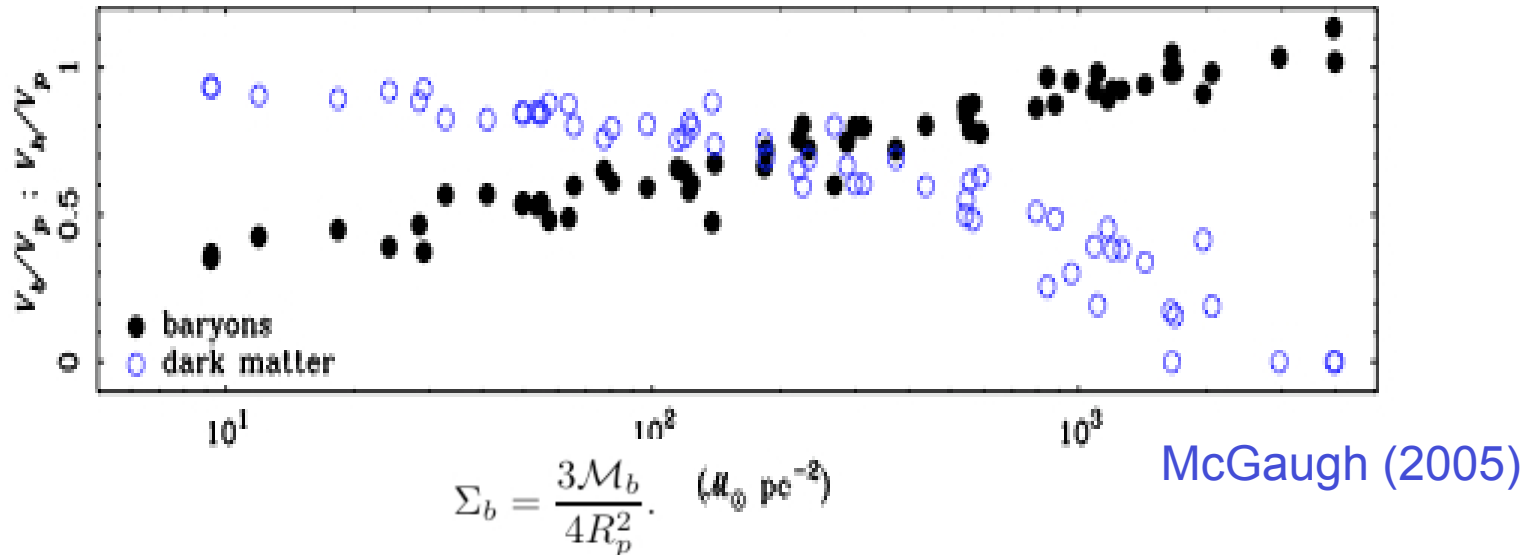 V_b/V_p : V_h/V_p
1
0.5
0
baryons
dark matter
10^1
10^2
10^3
Σ_b = 3ℳ_b / 4R_p^2. (ℳ_⊙ pc^-2)
McGaugh (2005)